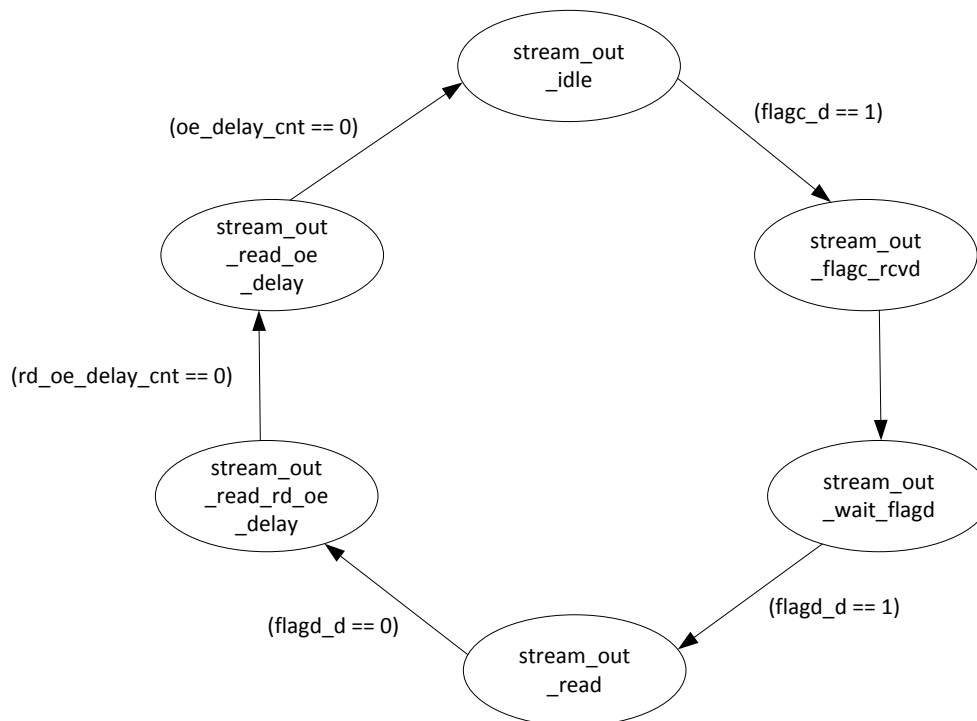 stream_out
_idle
(oe_delay_cnt == 0)
(flagc_d == 1)
stream_out
_read_oe
_delay
stream_out
_flagc_rcvd
(rd_oe_delay_cnt == 0)
stream_out
_read_rd_oe
_delay
stream_out
_wait_flagd
(flagd_d == 0)
(flagd_d == 1)
stream_out
_read